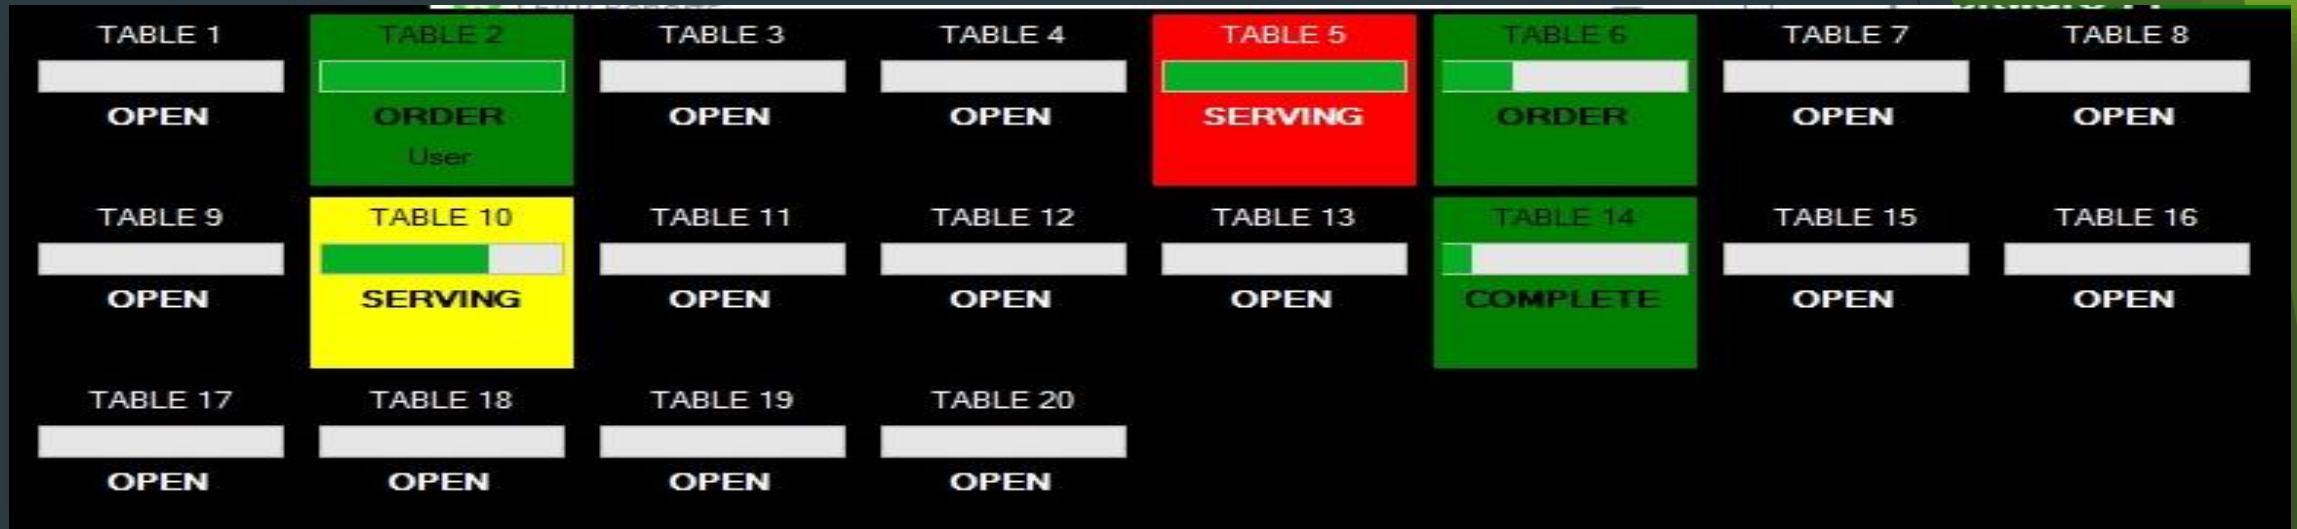 TABLE 1 TABLE 2 TABLE 3 TABLE 4 TABLE 5 TABLE 6 TABLE 7 TABLE 8
OPEN ORDER OPEN OPEN SERVING ORDER OPEN OPEN
User
TABLE 9 TABLE 10 TABLE 11 TABLE 12 TABLE 13 TABLE 14 TABLE 15 TABLE 16
OPEN SERVING OPEN OPEN OPEN COMPLETE OPEN OPEN
TABLE 17 TABLE 18 TABLE 19 TABLE 20
OPEN OPEN OPEN OPEN